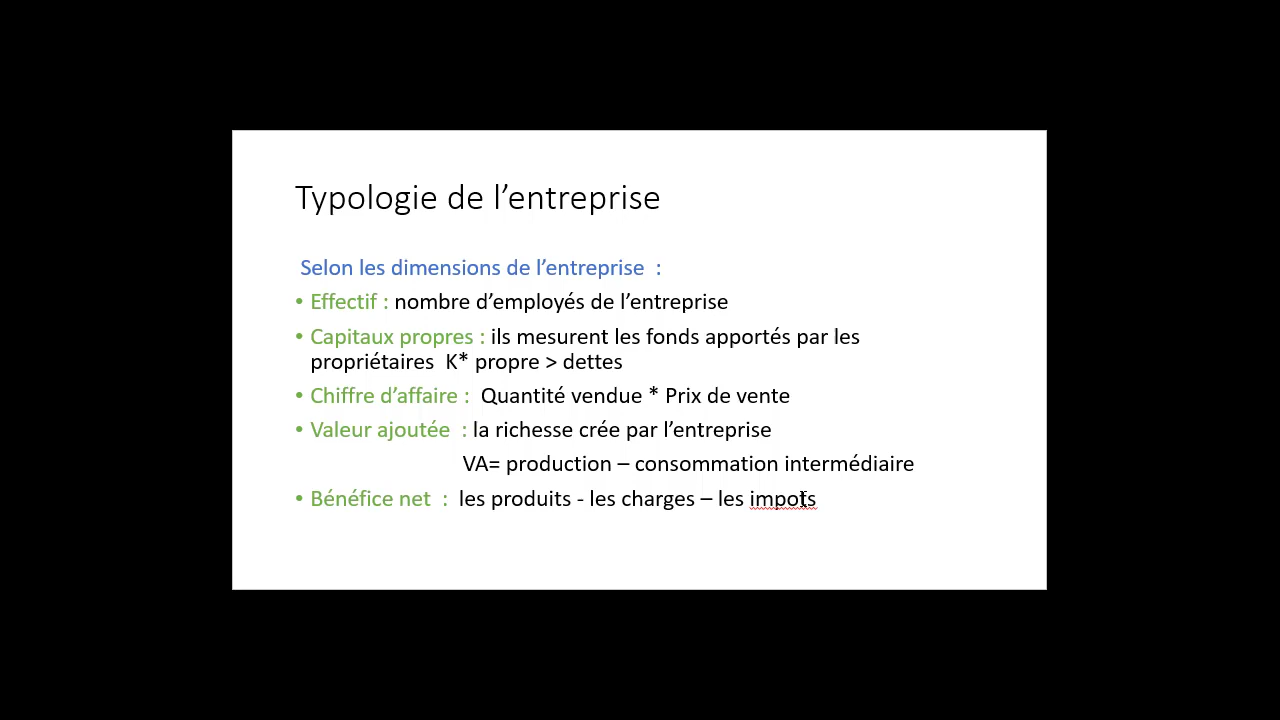 Typologie de l’entreprise
Selon les dimensions de l’entreprise :
• Effectif : nombre d’employés de l’entreprise
• Capitaux propres : ils mesurent les fonds apportés par les
propriétaires K* propre > dettes
• Chiffre d’affaire : Quantité vendue * Prix de vente
• Valeur ajoutée : la richesse crée par l’entreprise
VA= production – consommation intermédiaire
• Bénéfice net : les produits - les charges – les impots